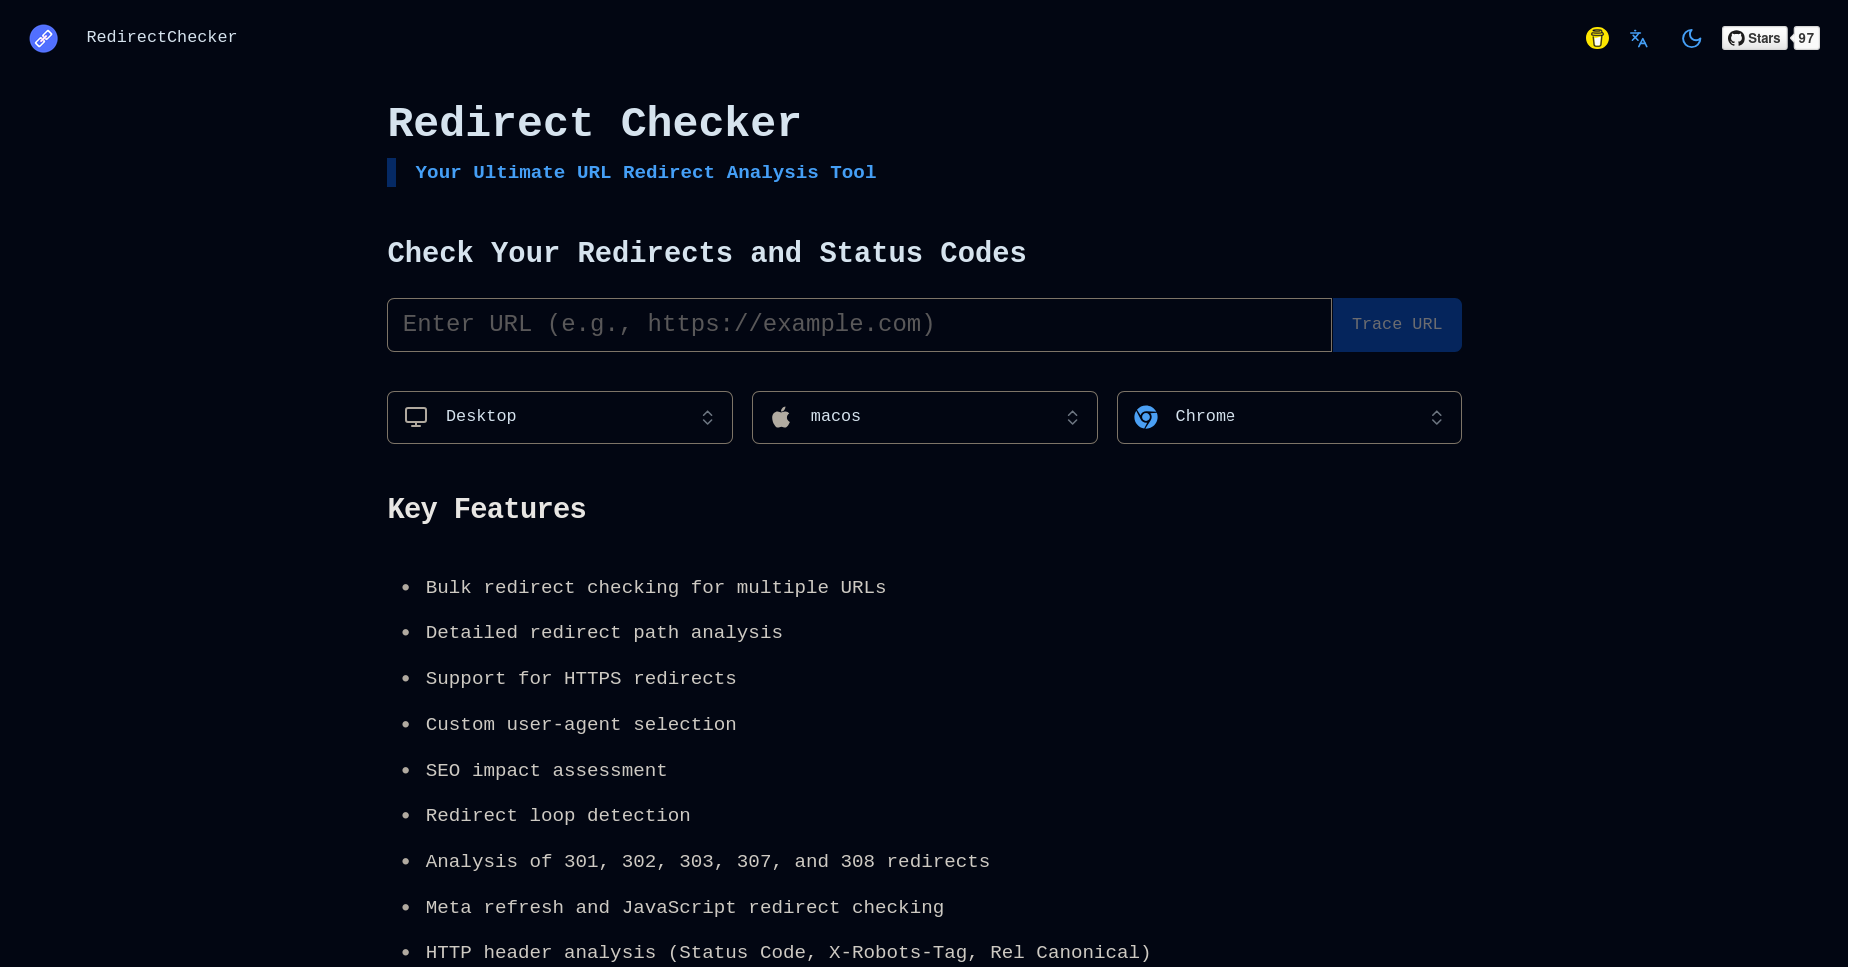 RedirectChecker
Stars 97
Redirect Checker
Your Ultimate URL Redirect Analysis Tool
Check Your Redirects and Status Codes
Enter URL (e.g., https://example.com)
Trace URL
Desktop
macos
Chrome
Key Features
• Bulk redirect checking for multiple URLs
• Detailed redirect path analysis
• Support for HTTPS redirects
• Custom user-agent selection
• SEO impact assessment
• Redirect loop detection
• Analysis of 301, 302, 303, 307, and 308 redirects
• Meta refresh and JavaScript redirect checking
• HTTP header analysis (Status Code, X-Robots-Tag, Rel Canonical)